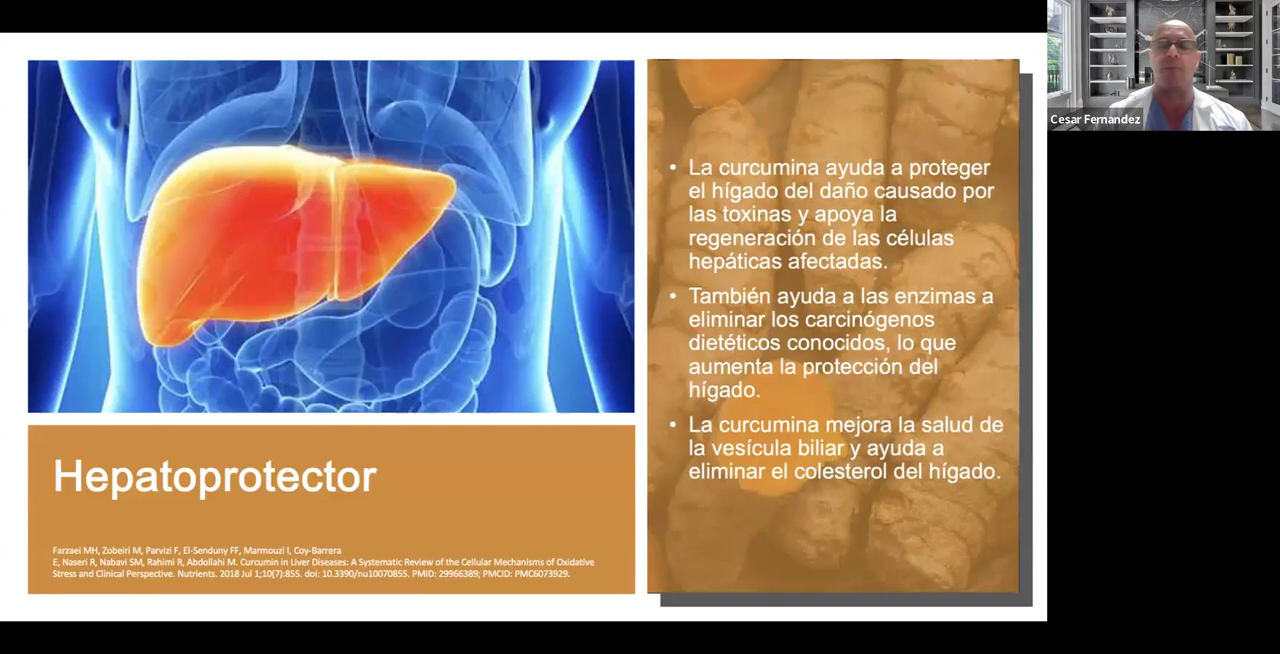 Hepatoprotector
Farzaei MH, Zobeiri M, Parvizi F, El-Senduny FF, Marmouzi I, Coy-Barrera
E, Naseri R, Nabavi SM, Rahimi R, Abdollahi M. Curcumin in Liver Diseases: A Systematic Review of the Cellular Mechanisms of Oxidative
Stress and Clinical Perspective. Nutrients. 2018 Jul 1;10(7):855. doi: 10.3390/nu10070855. PMID: 29966389; PMCID: PMC6073929.
• La curcumina ayuda a proteger
el hígado del daño causado por
las toxinas y apoya la
regeneración de las células
hepáticas afectadas.
• También ayuda a las enzimas a
eliminar los carcinógenos
dietéticos conocidos, lo que
aumenta la protección del
hígado.
• La curcumina mejora la salud de
la vesícula biliar y ayuda a
eliminar el colesterol del hígado.
Cesar Fernandez